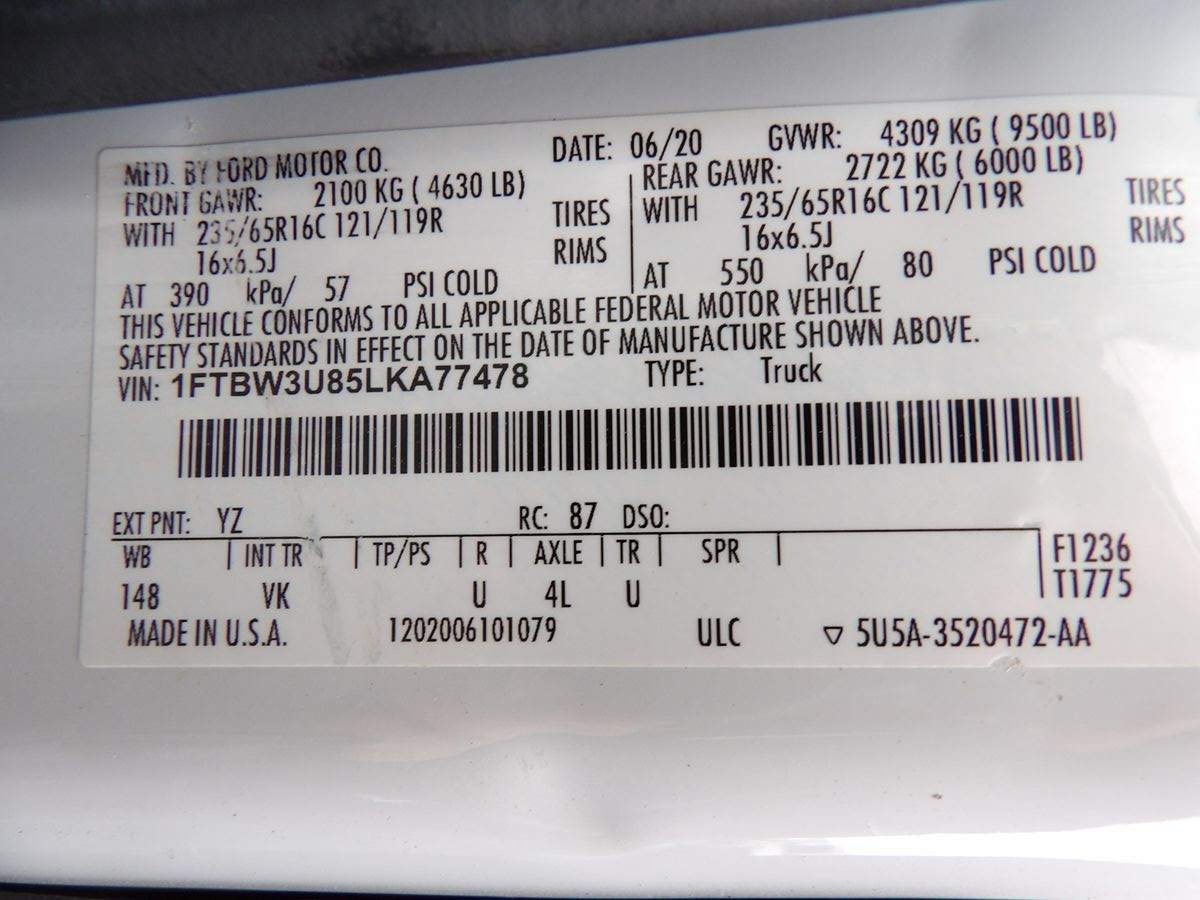 MFD. BY FORD MOTOR CO. DATE: 06/20 GVWR: 4309 KG ( 9500 LB)
FRONT GAWR: 2100 KG ( 4630 LB) REAR GAWR: 2722 KG ( 6000 LB)
WITH 235/65R16C 121/119R TIRES WITH 235/65R16C 121/119R TIRES
16x6.5J RIMS 16x6.5J RIMS
AT 390 kPa/ 57 PSI COLD AT 550 kPa/ 80 PSI COLD
THIS VEHICLE CONFORMS TO ALL APPLICABLE FEDERAL MOTOR VEHICLE
SAFETY STANDARDS IN EFFECT ON THE DATE OF MANUFACTURE SHOWN ABOVE.
VIN: 1FTBW3U85LKA77478 TYPE: Truck
EXT PNT: YZ RC: 87 DSO:
WB INT TR TP/PS R AXLE TR SPR F1236
148 VK U 4L U T1775
MADE IN U.S.A. 1202006101079 ULC ▽ 5U5A-3520472-AA